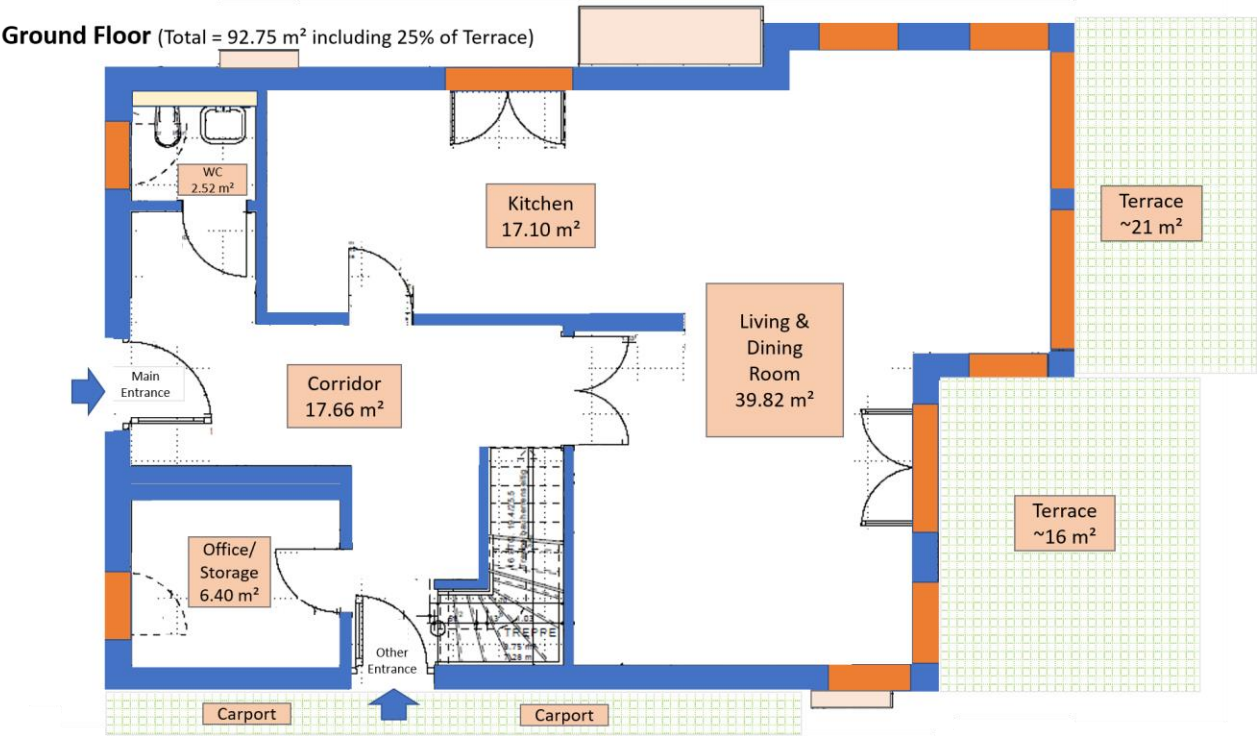 Ground Floor (Total = 92.75 m² including 25% of Terrace)
WC
2.52 m²
Kitchen
17.10 m²
Terrace
~21 m²
Living &
Dining
Room
39.82 m²
Main
Entrance
Corridor
17.66 m²
Terrace
~16 m²
Office/
Storage
6.40 m²
TREPPE
Other
Entrance
Carport
Carport